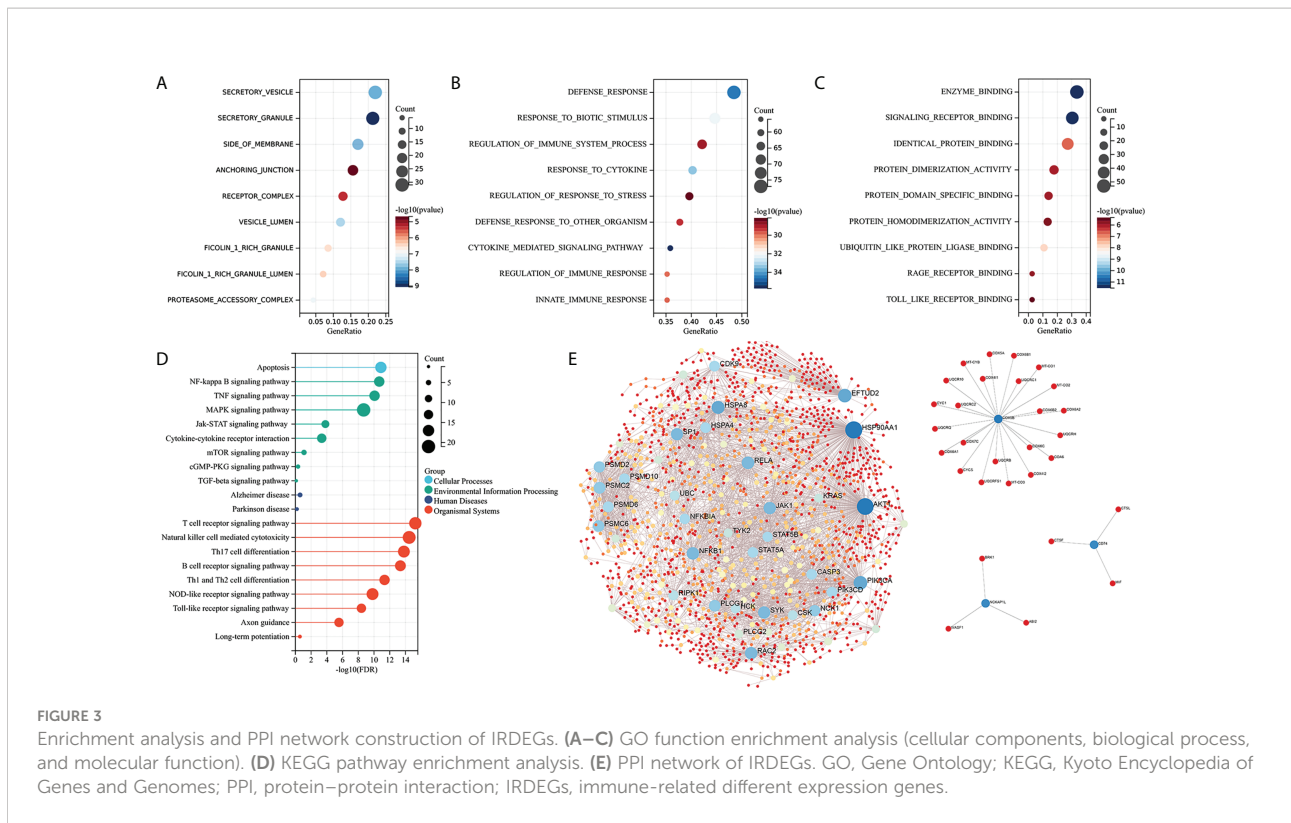 A
SECRETORY_VESICLE
SECRETORY_GRANULE
SIDE_OF_MEMBRANE
ANCHORING_JUNCTION
RECEPTOR_COMPLEX
VESICLE_LUMEN
FICOLIN_1_RICH_GRANULE
FICOLIN_1_RICH_GRANULE_LUMEN
PROTEASOME_ACCESSORY_COMPLEX
0.05 0.10 0.15 0.20 0.25
GeneRatio
Count
10
15
20
25
30
-log10(pvalue)
5
6
7
8
9
B
DEFENSE_RESPONSE
RESPONSE_TO_BIOTIC_STIMULUS
REGULATION_OF_IMMUNE_SYSTEM_PROCESS
RESPONSE_TO_CYTOKINE
REGULATION_OF_RESPONSE_TO_STRESS
DEFENSE_RESPONSE_TO_OTHER_ORGANISM
CYTOKINE_MEDIATED_SIGNALING_PATHWAY
REGULATION_OF_IMMUNE_RESPONSE
INNATE_IMMUNE_RESPONSE
0.35 0.40 0.45 0.50
GeneRatio
Count
60
65
70
75
-log10(pvalue)
30
32
34
C
ENZYME_BINDING
SIGNALING_RECEPTOR_BINDING
IDENTICAL_PROTEIN_BINDING
PROTEIN_DIMERIZATION_ACTIVITY
PROTEIN_DOMAIN_SPECIFIC_BINDING
PROTEIN_HOMODIMERIZATION_ACTIVITY
UBIQUITIN_LIKE_PROTEIN_LIGASE_BINDING
RAGE_RECEPTOR_BINDING
TOLL_LIKE_RECEPTOR_BINDING
0.0 0.1 0.2 0.3 0.4
GeneRatio
Count
10
20
30
40
50
-log10(pvalue)
6
7
8
9
10
11
D
Apoptosis
NF-kappa B signaling pathway
TNF signaling pathway
MAPK signaling pathway
Jak-STAT signaling pathway
Cytokine-cytokine receptor interaction
mTOR signaling pathway
cGMP-PKG signaling pathway
TGF-beta signaling pathway
Alzheimer disease
Parkinson disease
T cell receptor signaling pathway
Natural killer cell mediated cytotoxicity
Th17 cell differentiation
B cell receptor signaling pathway
Th1 and Th2 cell differentiation
NOD-like receptor signaling pathway
Toll-like receptor signaling pathway
Axon guidance
Long-term potentiation
0 2 4 6 8 10 12 14
-log10(FDR)
Count
5
10
15
20
Group
Cellular Processes
Environmental Information Processing
Human Diseases
Organismal Systems
E
CDK5
EFTUD2
HSPA8
HSPA4
HSP90AA1
SP1
RELA
PSMD2
PSMD10
PSMC2
UBC
KRAS
AKT1
PSMD6
JAK1
NFKBIA
PSMC6
TYK2
STAT5B
NFKB1
STAT5A
CASP3
PIK3CA
RIPK1
PIK3CD
PLCG1
HCK
SYK
CSK
NCK1
PLCG2
RAC2
FIGURE 3
Enrichment analysis and PPI network construction of IRDEGs. (A–C) GO function enrichment analysis (cellular components, biological process,
and molecular function). (D) KEGG pathway enrichment analysis. (E) PPI network of IRDEGs. GO, Gene Ontology; KEGG, Kyoto Encyclopedia of
Genes and Genomes; PPI, protein–protein interaction; IRDEGs, immune-related different expression genes.